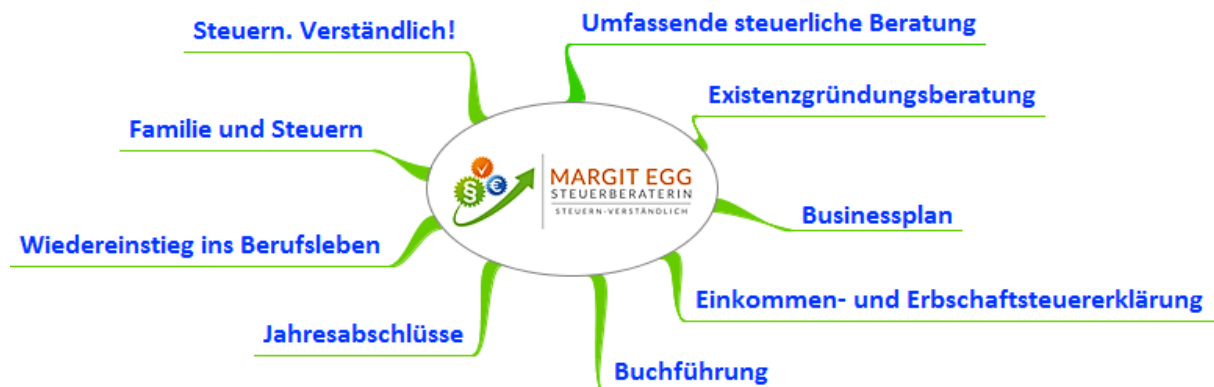 Steuern. Verständlich!
Umfassende steuerliche Beratung
Existenzgründungsberatung
Familie und Steuern
§
€
MARGIT EGG
STEUERBERATERIN
STEUERN-VERSTÄNDLICH
Businessplan
Wiedereinstieg ins Berufsleben
Einkommen- und Erbschaftsteuererklärung
Jahresabschlüsse
Buchführung